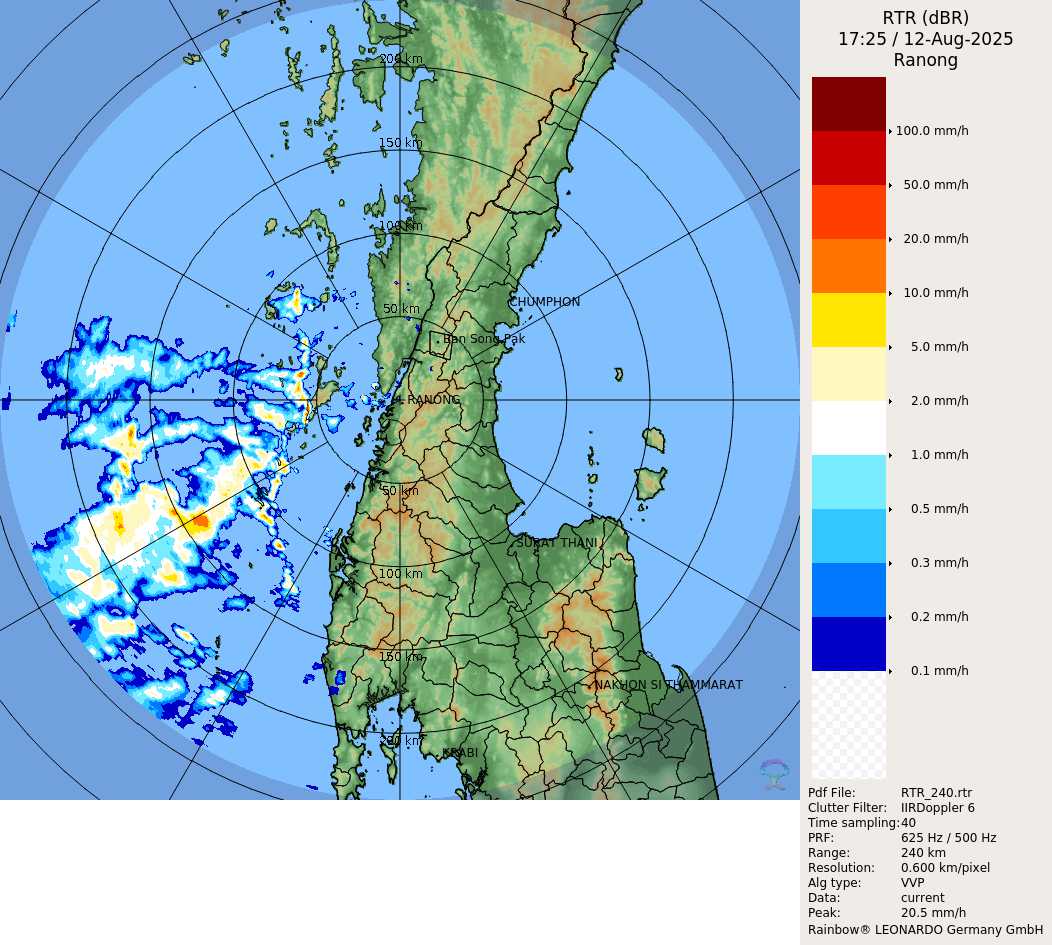 RTR (dBR)
17:25 / 12-Aug-2025
Ranong
200 km
150 km
100 km
50 km
CHUMPHON
Ban Song Pak
RANONG
50 km
SURAT THANI
100 km
150 km
NAKHON SI THAMMARAT
200 km
KRABI
100.0 mm/h
50.0 mm/h
20.0 mm/h
10.0 mm/h
5.0 mm/h
2.0 mm/h
1.0 mm/h
0.5 mm/h
0.3 mm/h
0.2 mm/h
0.1 mm/h
Pdf File: RTR_240.rtr
Clutter Filter: IIRDoppler 6
Time sampling:40
PRF: 625 Hz / 500 Hz
Range: 240 km
Resolution: 0.600 km/pixel
Alg type: VVP
Data: current
Peak: 20.5 mm/h
Rainbow® LEONARDO Germany GmbH